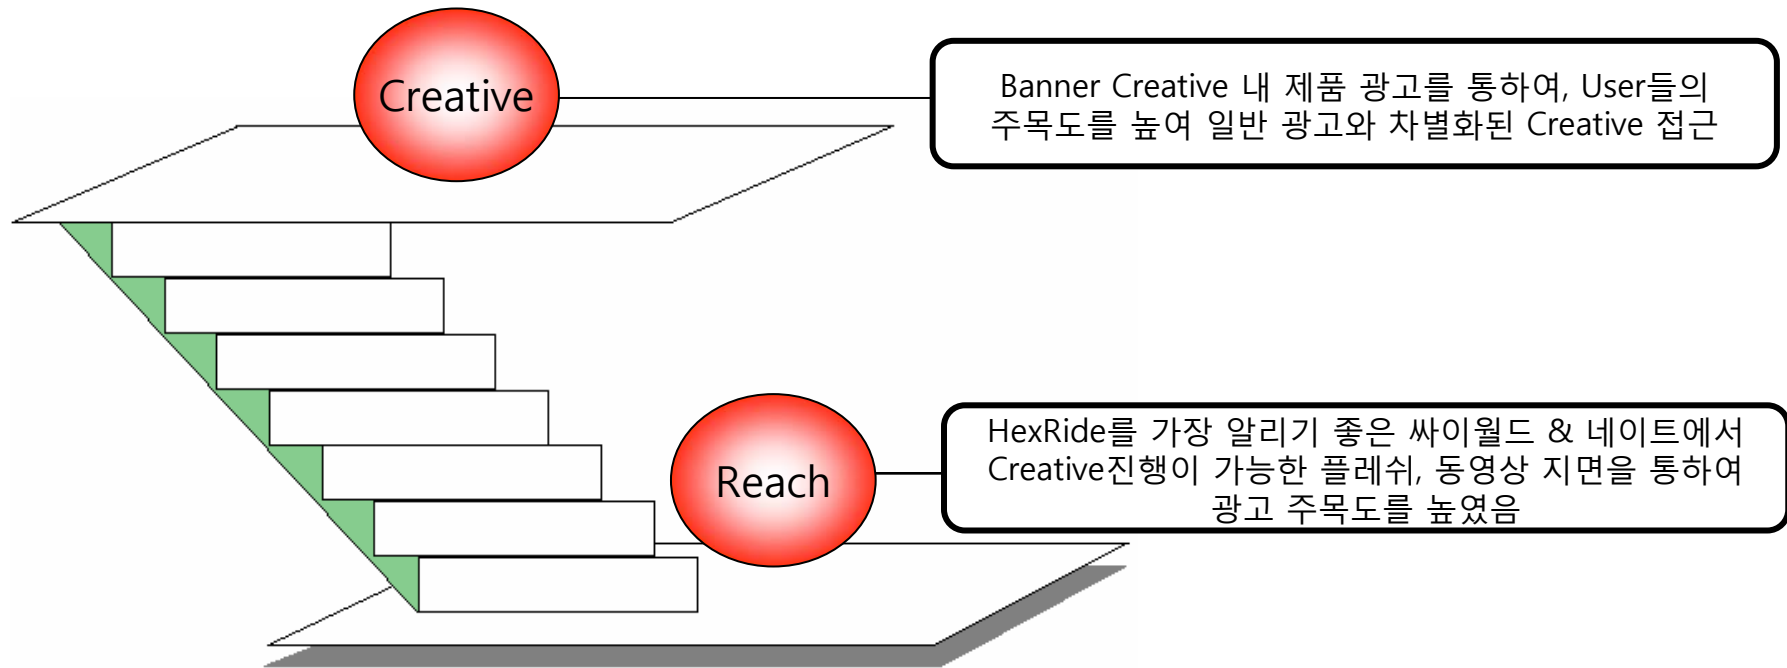 Creative
Banner Creative 내 제품 광고를 통하여, User들의
주목도를 높여 일반 광고와 차별화된 Creative 접근
Reach
HexRide를 가장 알리기 좋은 싸이월드 & 네이트에서
Creative진행이 가능한 플레쉬, 동영상 지면을 통하여
광고 주목도를 높였음